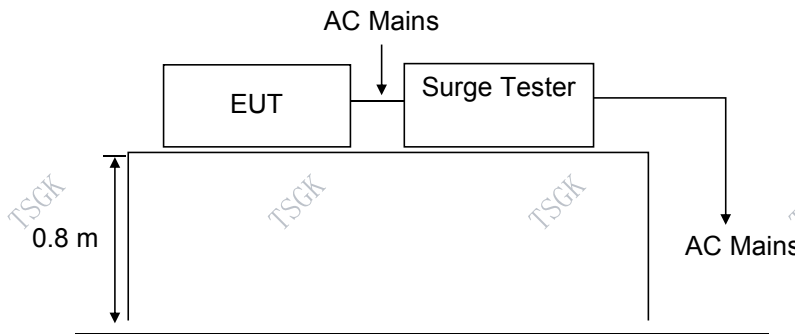 AC Mains
EUT
Surge Tester
TSGK
TSGK
TSGK
0.8 m
AC Mains